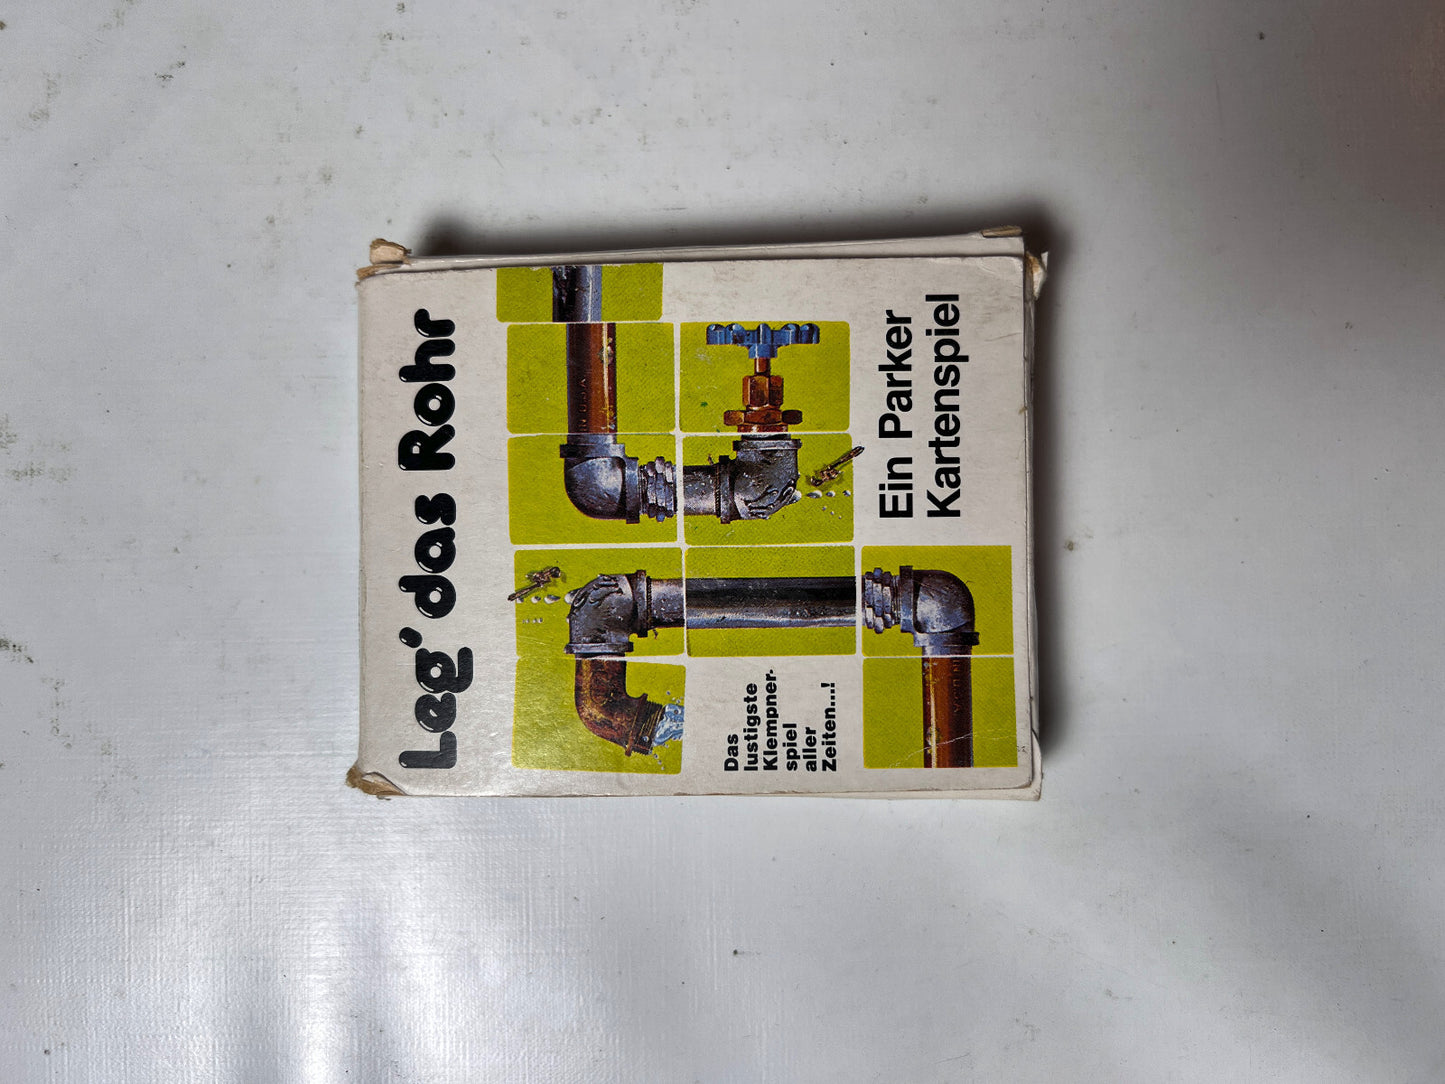 Leg' das Rohr
Das
lustigste
Klempner-
spiel
aller
Zeiten...!
Ein Parker
Kartenspiel